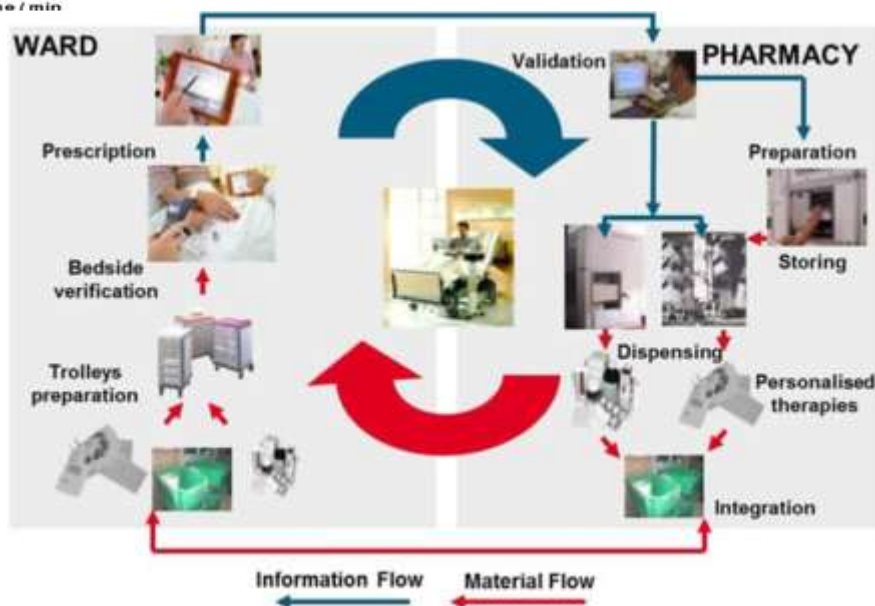 WARD
Validation
PHARMACY
Prescription
Preparation
Bedside
verification
Storing
Trolleys
preparation
Dispensing
Personalised
therapies
Integration
Information Flow
Material Flow